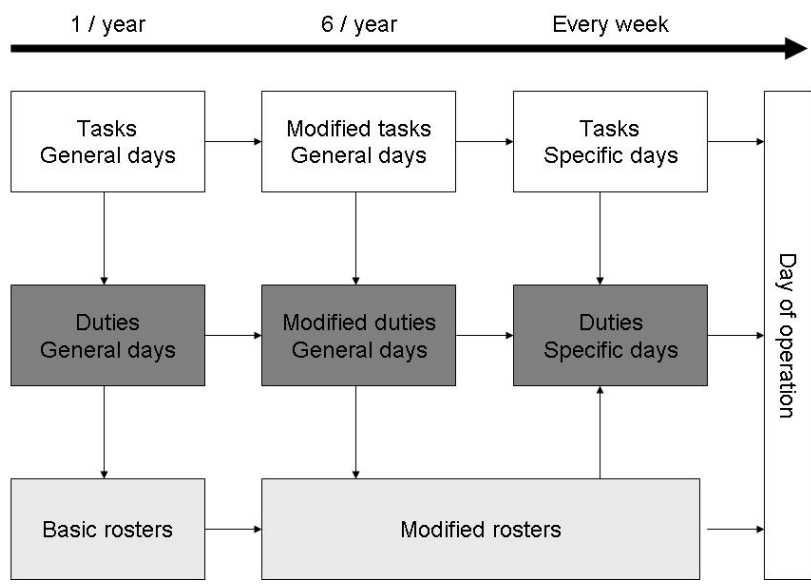 1 / year
6 / year
Every week
Tasks
General days
Modified tasks
General days
Tasks
Specific days
Duties
General days
Modified duties
General days
Duties
Specific days
Basic rosters
Modified rosters
Day of operation